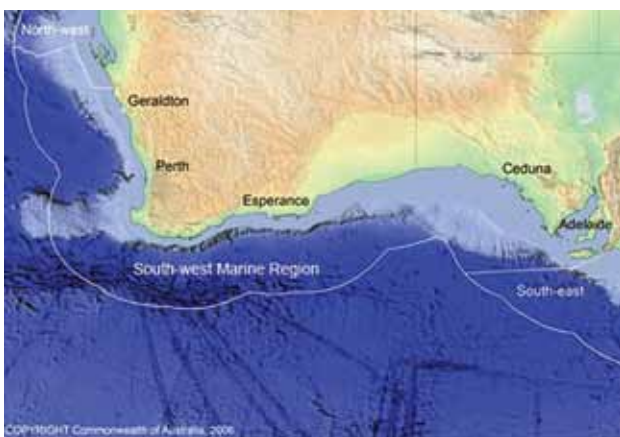 North-west
Geraldton
Perth
Esperance
Ceduna
Adelaide
South-west Marine Region
South-east
COPYRIGHT Commonwealth of Australia, 2006